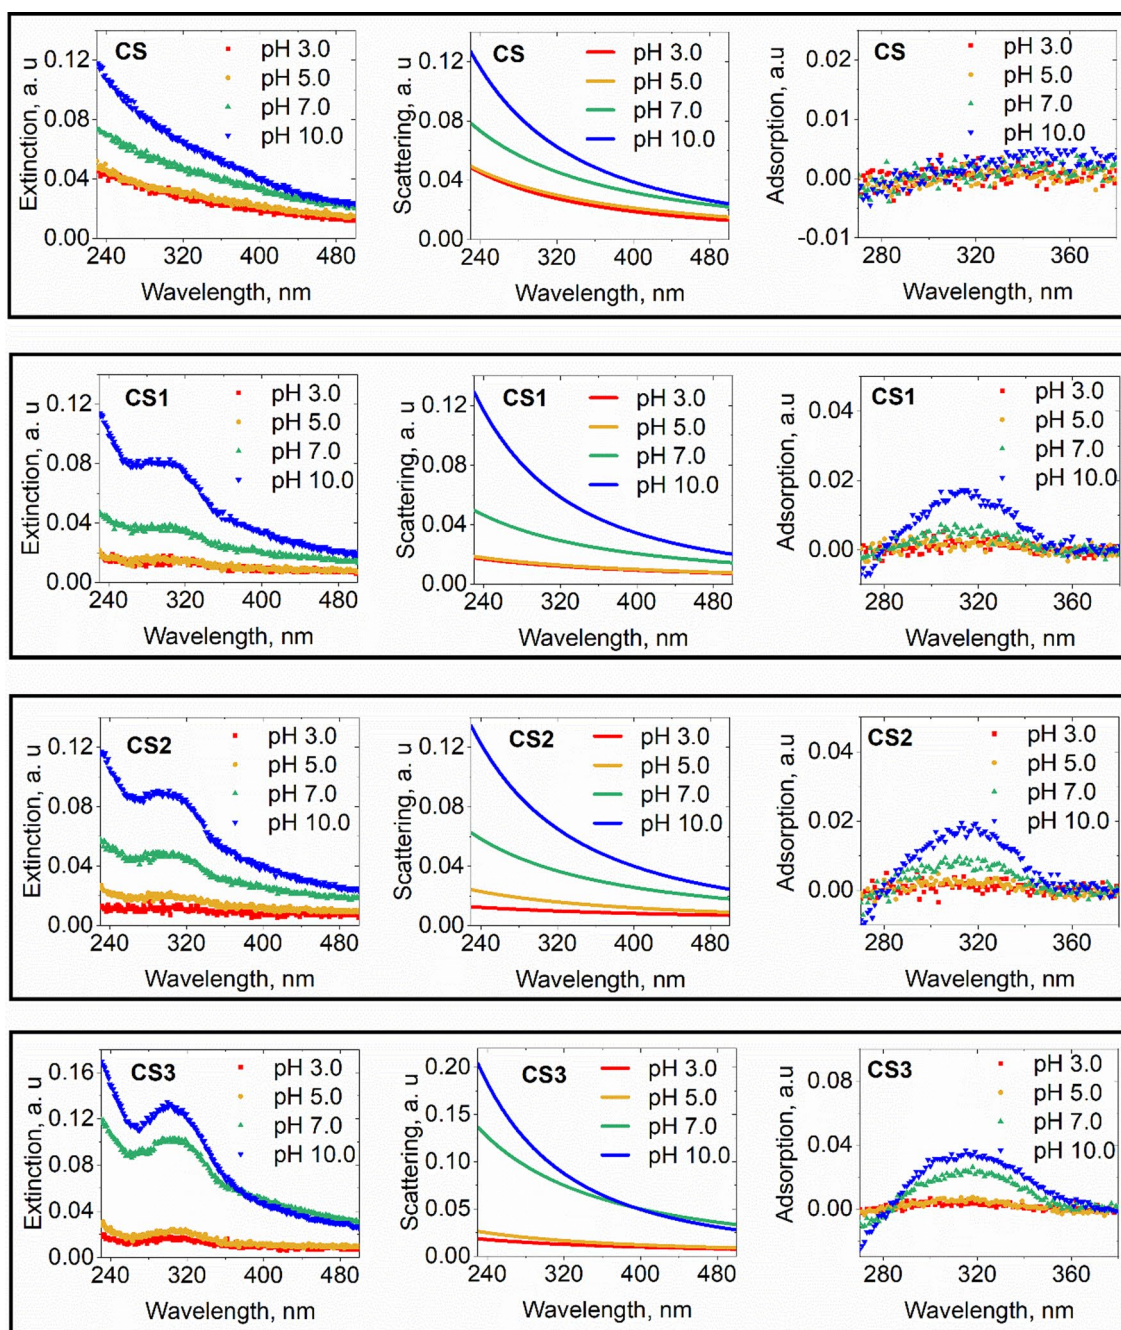 CS
pH 3.0
pH 5.0
pH 7.0
pH 10.0
0.12
0.08
0.04
0.00
240 320 400 480
Extinction, a. u
Wavelength, nm
CS
pH 3.0
pH 5.0
pH 7.0
pH 10.0
0.12
0.08
0.04
0.00
240 320 400 480
Scattering, a. u
Wavelength, nm
CS
pH 3.0
pH 5.0
pH 7.0
pH 10.0
0.02
0.01
0.00
-0.01
280 320 360
Adsorption, a.u
Wavelength, nm
CS1
pH 3.0
pH 5.0
pH 7.0
pH 10.0
0.12
0.08
0.04
0.00
240 320 400 480
Extinction, a. u
Wavelength, nm
CS1
pH 3.0
pH 5.0
pH 7.0
pH 10.0
0.12
0.08
0.04
0.00
240 320 400 480
Scattering, a. u
Wavelength, nm
CS1
pH 3.0
pH 5.0
pH 7.0
pH 10.0
0.04
0.02
0.00
280 320 360
Adsorption, a.u
Wavelength, nm
CS2
pH 3.0
pH 5.0
pH 7.0
pH 10.0
0.12
0.08
0.04
0.00
240 320 400 480
Extinction, a. u
Wavelength, nm
CS2
pH 3.0
pH 5.0
pH 7.0
pH 10.0
0.12
0.08
0.04
0.00
240 320 400 480
Scattering, a. u
Wavelength, nm
CS2
pH 3.0
pH 5.0
pH 7.0
pH 10.0
0.04
0.02
0.00
280 320 360
Adsorption, a.u
Wavelength, nm
CS3
pH 3.0
pH 5.0
pH 7.0
pH 10.0
0.16
0.12
0.08
0.04
0.00
240 320 400 480
Extinction, a. u
Wavelength, nm
CS3
pH 3.0
pH 5.0
pH 7.0
pH 10.0
0.20
0.15
0.10
0.05
0.00
240 320 400 480
Scattering, a. u
Wavelength, nm
CS3
pH 3.0
pH 5.0
pH 7.0
pH 10.0
0.08
0.04
0.00
280 320 360
Adsorption, a.u
Wavelength, nm